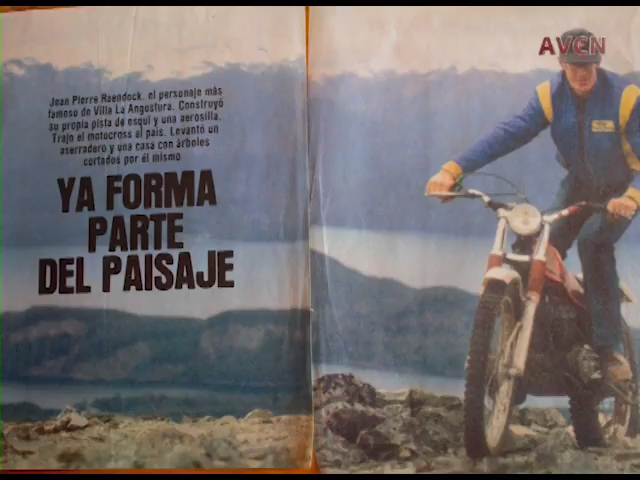 Jean Pierre Raendock, el personaje más
famoso de Villa La Angostura. Construyó
su propia pista de esquí y una aerosilla.
Trajo el motocross al país. Levantó un
aserradero y una casa con árboles
cortados por él mismo
YA FORMA
PARTE
DEL PAISAJE
AVEN